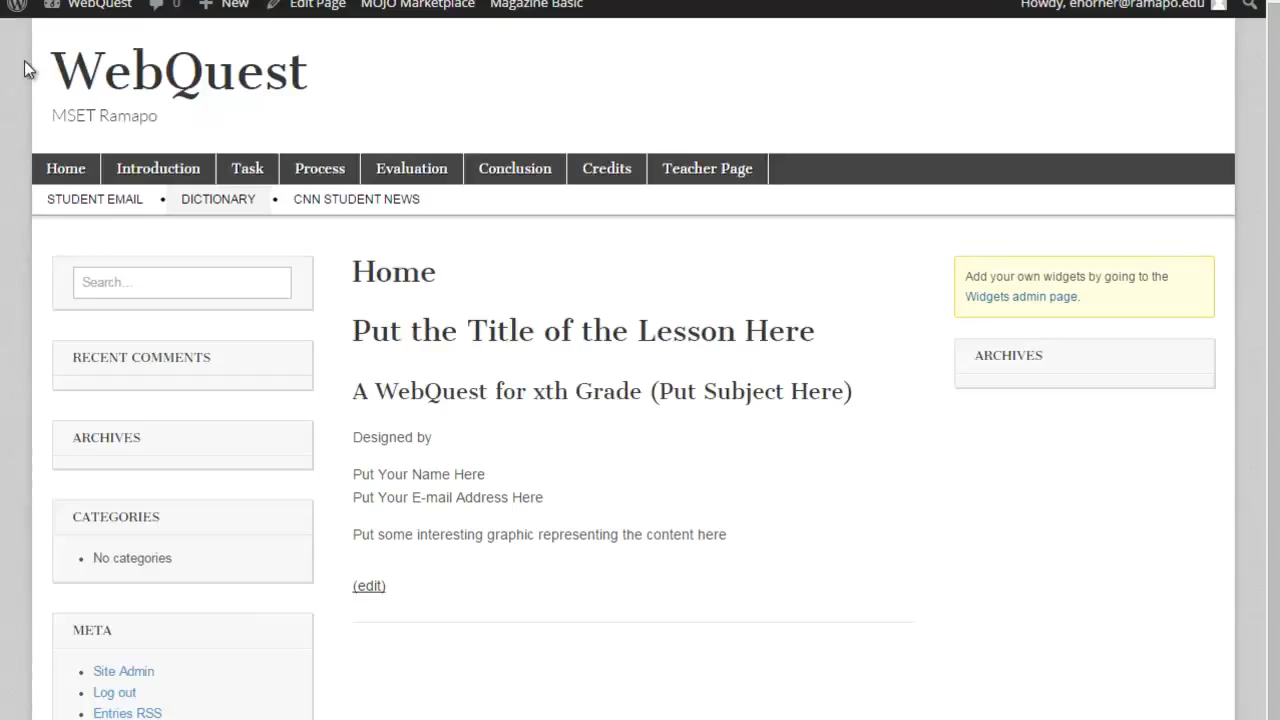 WebQuest 0 New Edit Page MOJO Marketplace Magazine Basic Howdy, ehorner@ramapo.edu
WebQuest
MSET Ramapo
Home Introduction Task Process Evaluation Conclusion Credits Teacher Page
STUDENT EMAIL • DICTIONARY • CNN STUDENT NEWS
Search...
RECENT COMMENTS
ARCHIVES
CATEGORIES
• No categories
META
• Site Admin
• Log out
• Entries RSS
Home
Put the Title of the Lesson Here
A WebQuest for xth Grade (Put Subject Here)
Designed by
Put Your Name Here
Put Your E-mail Address Here
Put some interesting graphic representing the content here
(edit)
Add your own widgets by going to the
Widgets admin page.
ARCHIVES